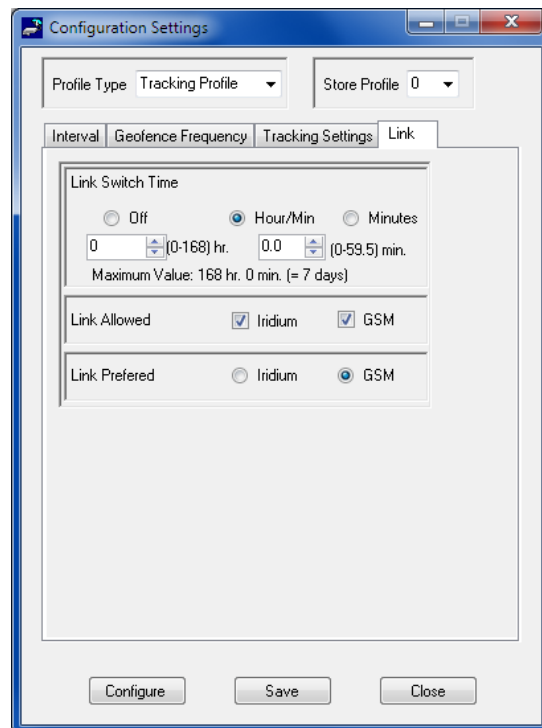 Configuration Settings
Profile Type Tracking Profile Store Profile 0
Interval Geofence Frequency Tracking Settings Link
Link Switch Time
Off Hour/Min Minutes
0 (0-168) hr. 0.0 (0-59.5) min.
Maximum Value: 168 hr. 0 min. (= 7 days)
Link Allowed Iridium GSM
Link Prefered Iridium GSM
Configure Save Close